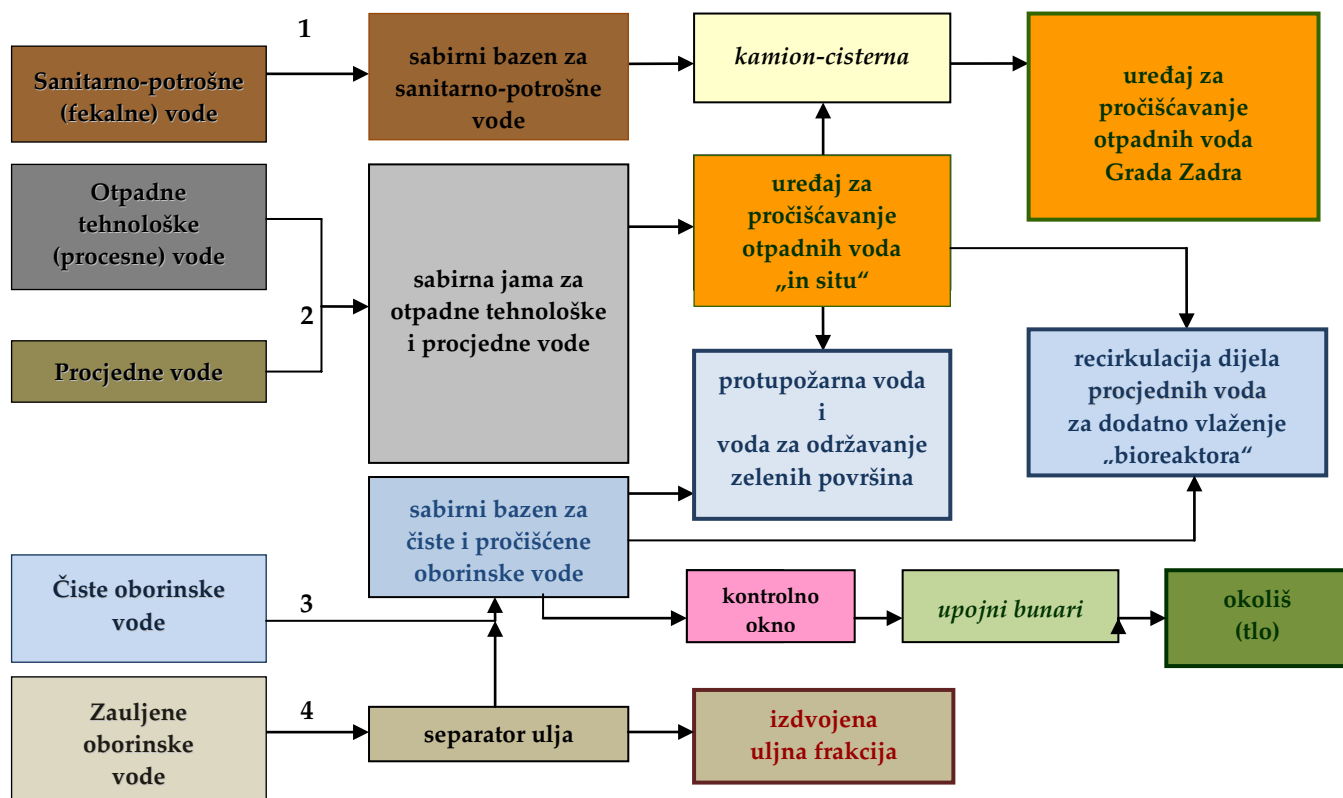 1
Sanitarno-potrošne
(fekalne) vode
sabirni bazen za
sanitarno-potrošne
vode
kamion-cisterna
uređaj za
pročišćavanje
otpadnih voda
Grada Zadra
Otpadne
tehnološke
(procesne) vode
2
Procjedne vode
sabirna jama za
otpadne tehnološke
i procjedne vode
uređaj za
pročišćavanje
otpadnih voda
„in situ“
protupožarna voda
i
voda za održavanje
zelenih površina
recirkulacija dijela
procjednih voda
za dodatno vlaženje
„bioreaktora“
sabirni bazen za
čiste i pročišćene
oborinske vode
Čiste oborinske
vode
3
kontrolno
okno
upojni bunari
okoliš
(tlo)
Zauljene
oborinske
vode
4
separator ulja
izdvojena
uljna frakcija